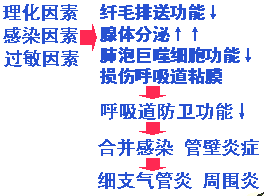 理化因素
感染因素
过敏因素
纤毛排送功能↓
腺体分泌↑↑
肺泡巨噬细胞功能↓
损伤呼吸道粘膜
呼吸道防卫功能↓
合并感染 管壁炎症
细支气管炎 周围炎